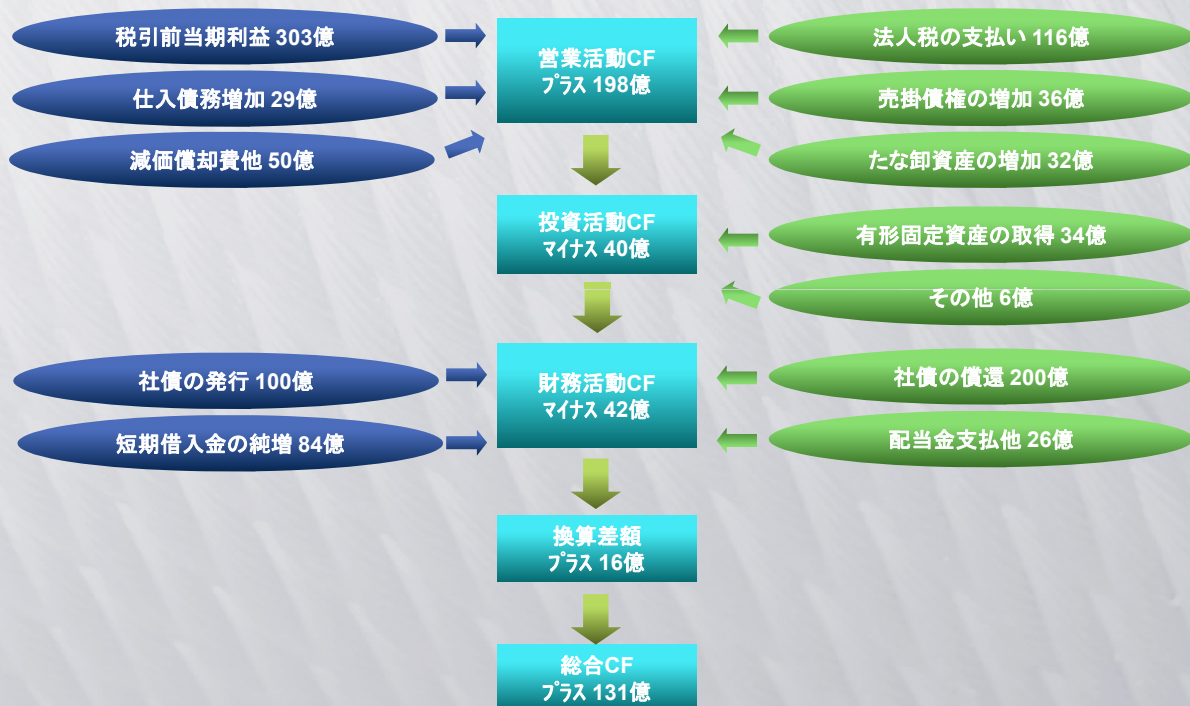 税引前当期利益 303億
仕入債務増加 29億
減価償却費他 50億
営業活動CF
プラス 198億
法人税の支払い 116億
売掛債権の増加 36億
たな卸資産の増加 32億
投資活動CF
マイナス 40億
有形固定資産の取得 34億
その他 6億
社債の発行 100億
短期借入金の純増 84億
財務活動CF
マイナス 42億
社債の償還 200億
配当金支払他 26億
換算差額
プラス 16億
総合CF
プラス 131億